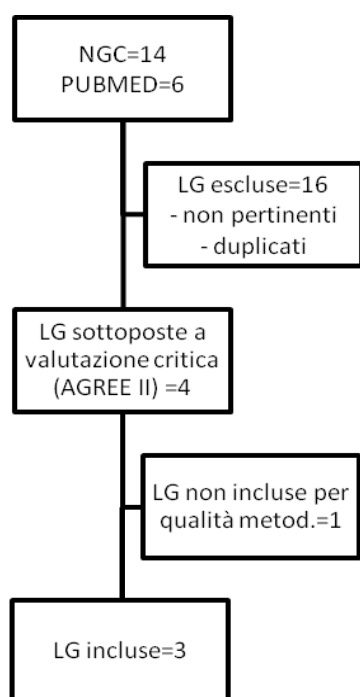 NGC=14
PUBMED=6
LG escluse=16
- non pertinenti
- duplicati
LG sottoposte a
valutazione critica
(AGREE II) =4
LG non incluse per
qualità metod.=1
LG incluse=3